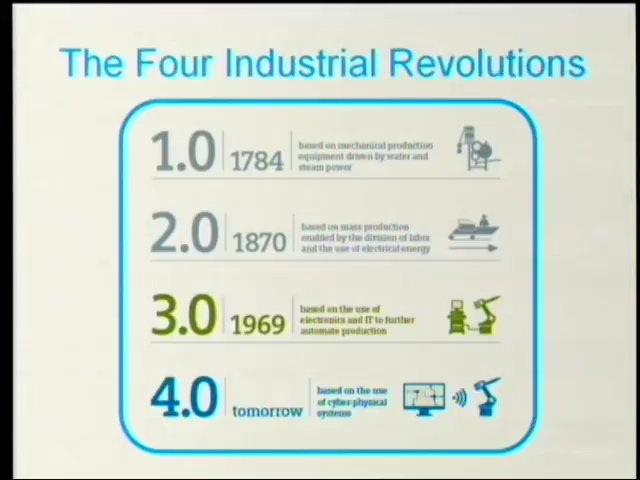 The Four Industrial Revolutions
1.0
1784
based on mechanical production
equipment driven by water and
steam power
2.0
1870
based on mass production
enabled by the division of labor
and the use of electrical energy
3.0
1969
based on the use of
electronics and IT to further
automate production
4.0
tomorrow
based on the use
of cyber-physical
systems